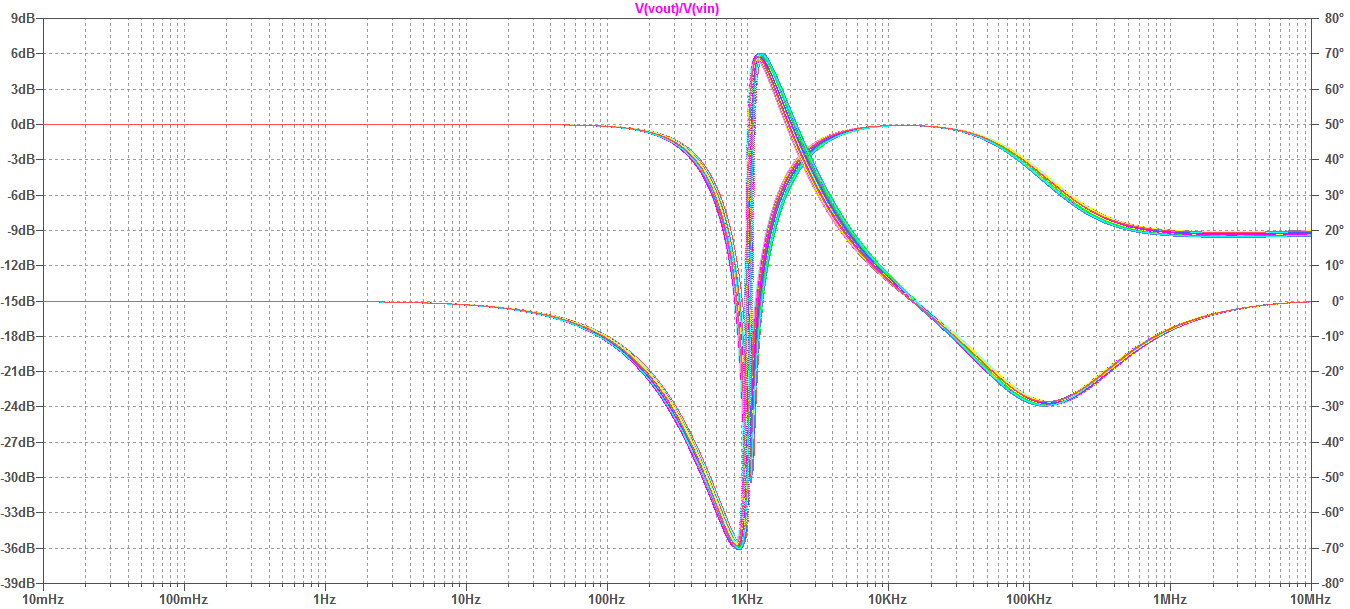 V(vout)/V(vin)
9dB 80°
6dB 70°
3dB 60°
0dB 50°
-3dB 40°
-6dB 30°
-9dB 20°
-12dB 10°
-15dB 0°
-18dB -10°
-21dB -20°
-24dB -30°
-27dB -40°
-30dB -50°
-33dB -60°
-36dB -70°
-39dB -80°
10mHz 100mHz 1Hz 10Hz 100Hz 1KHz 10KHz 100KHz 1MHz 10MHz